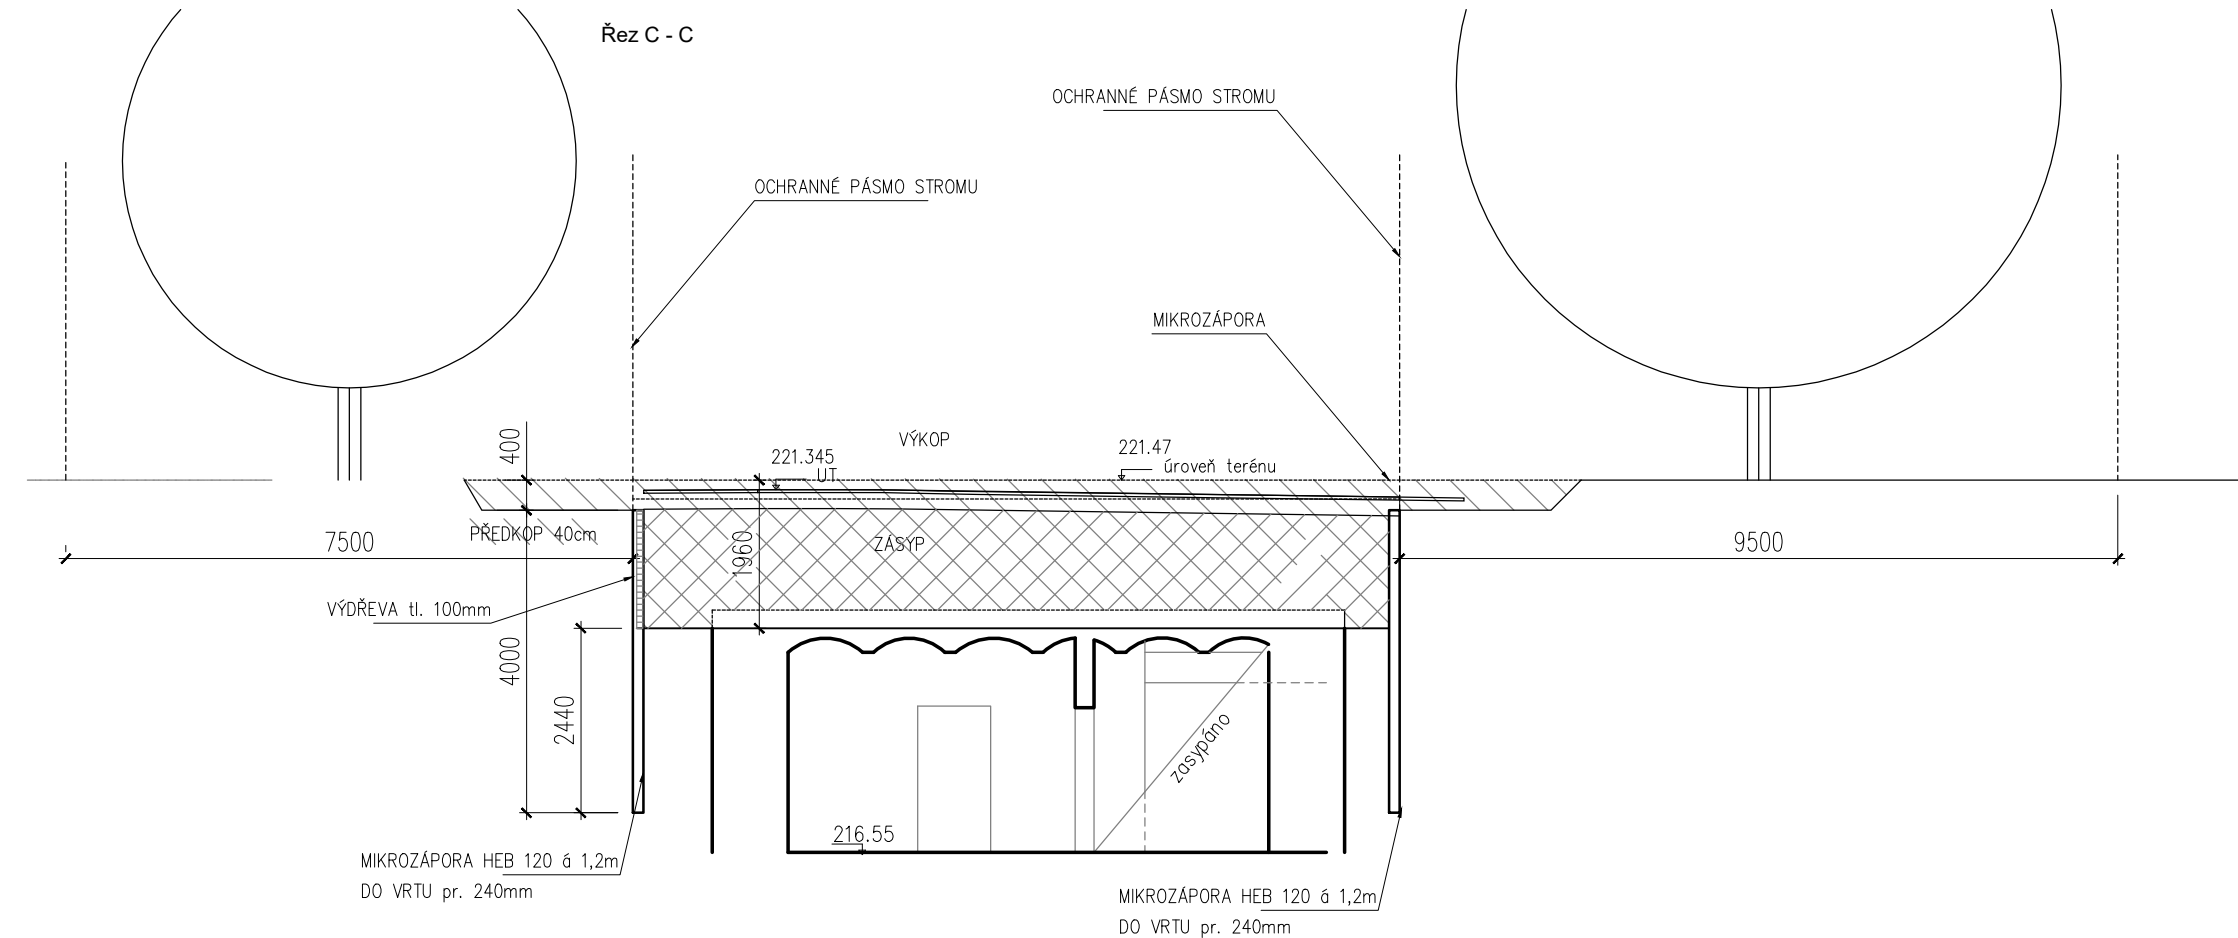 Řez C - C
OCHRANNÉ PÁSMO STROMU
OCHRANNÉ PÁSMO STROMU
MIKROZÁPORA
VÝKOP
400
221.345
UT
221.47
úroveň terénu
PŘEDKOP 40cm
7500
1960
ZÁSYP
9500
VÝDŘEVA tl. 100mm
4000
2440
zasypáno
216.55
MIKROZÁPORA HEB 120 á 1,2m
DO VRTU pr. 240mm
MIKROZÁPORA HEB 120 á 1,2m
DO VRTU pr. 240mm